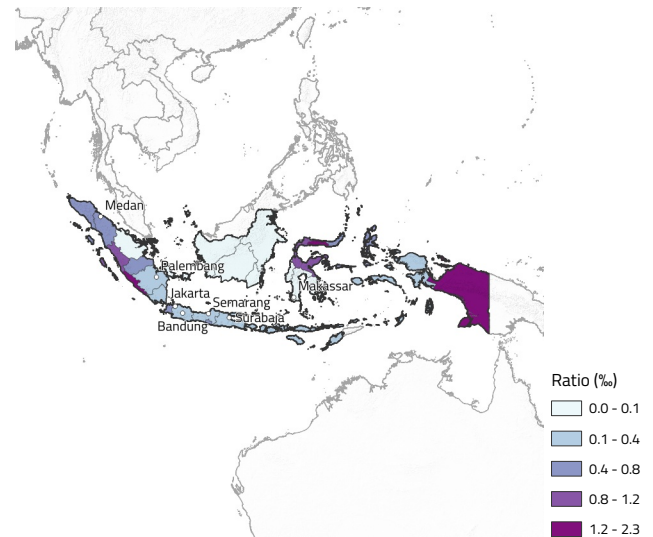 Medan
Palembang
Jakarta
Makassar
Semarang
Surabaja
Bandung
Ratio (‰)
0.0 - 0.1
0.1 - 0.4
0.4 - 0.8
0.8 - 1.2
1.2 - 2.3